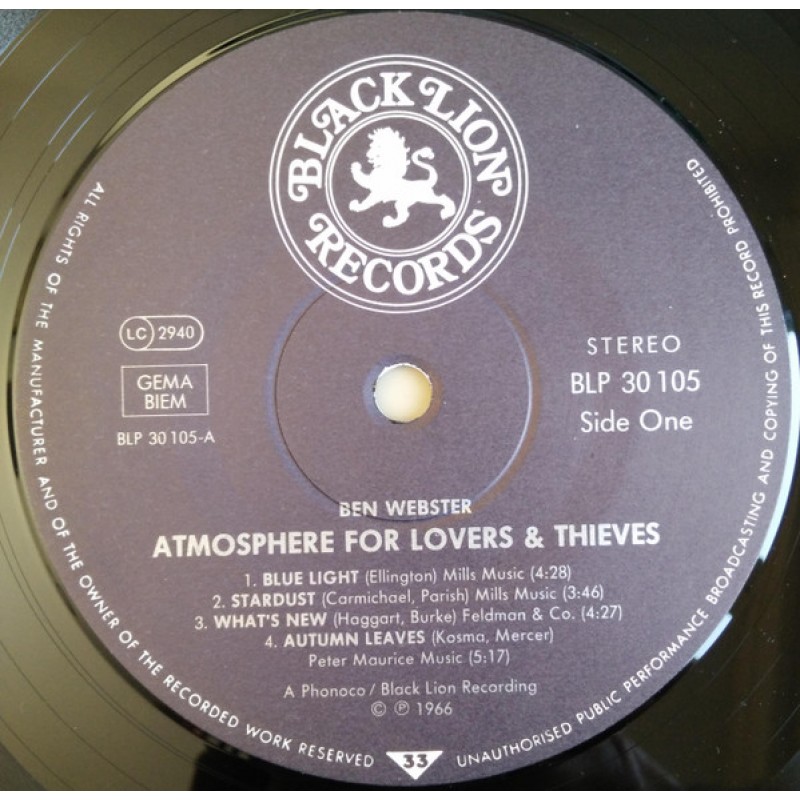 BLACK LION
RECORDS
LC 2940
GEMA
BIEM
BLP 30 105-A
STEREO
BLP 30 105
Side One
BEN WEBSTER
ATMOSPHERE FOR LOVERS & THIEVES
1. BLUE LIGHT (Ellington) Mills Music (4:28)
2. STARDUST (Carmichael, Parish) Mills Music (3:46)
3. WHAT'S NEW (Haggart, Burke) Feldman & Co. (4:27)
4. AUTUMN LEAVES (Kosma, Mercer)
Peter Maurice Music (5:17)
A Phonoco / Black Lion Recording
© ℗ 1966
ALL RIGHTS OF THE MANUFACTURER AND OF THE OWNER OF THE RECORDED WORK RESERVED
33
UNAUTHORISED PUBLIC PERFORMANCE BROADCASTING AND COPYING OF THIS RECORD PROHIBITED